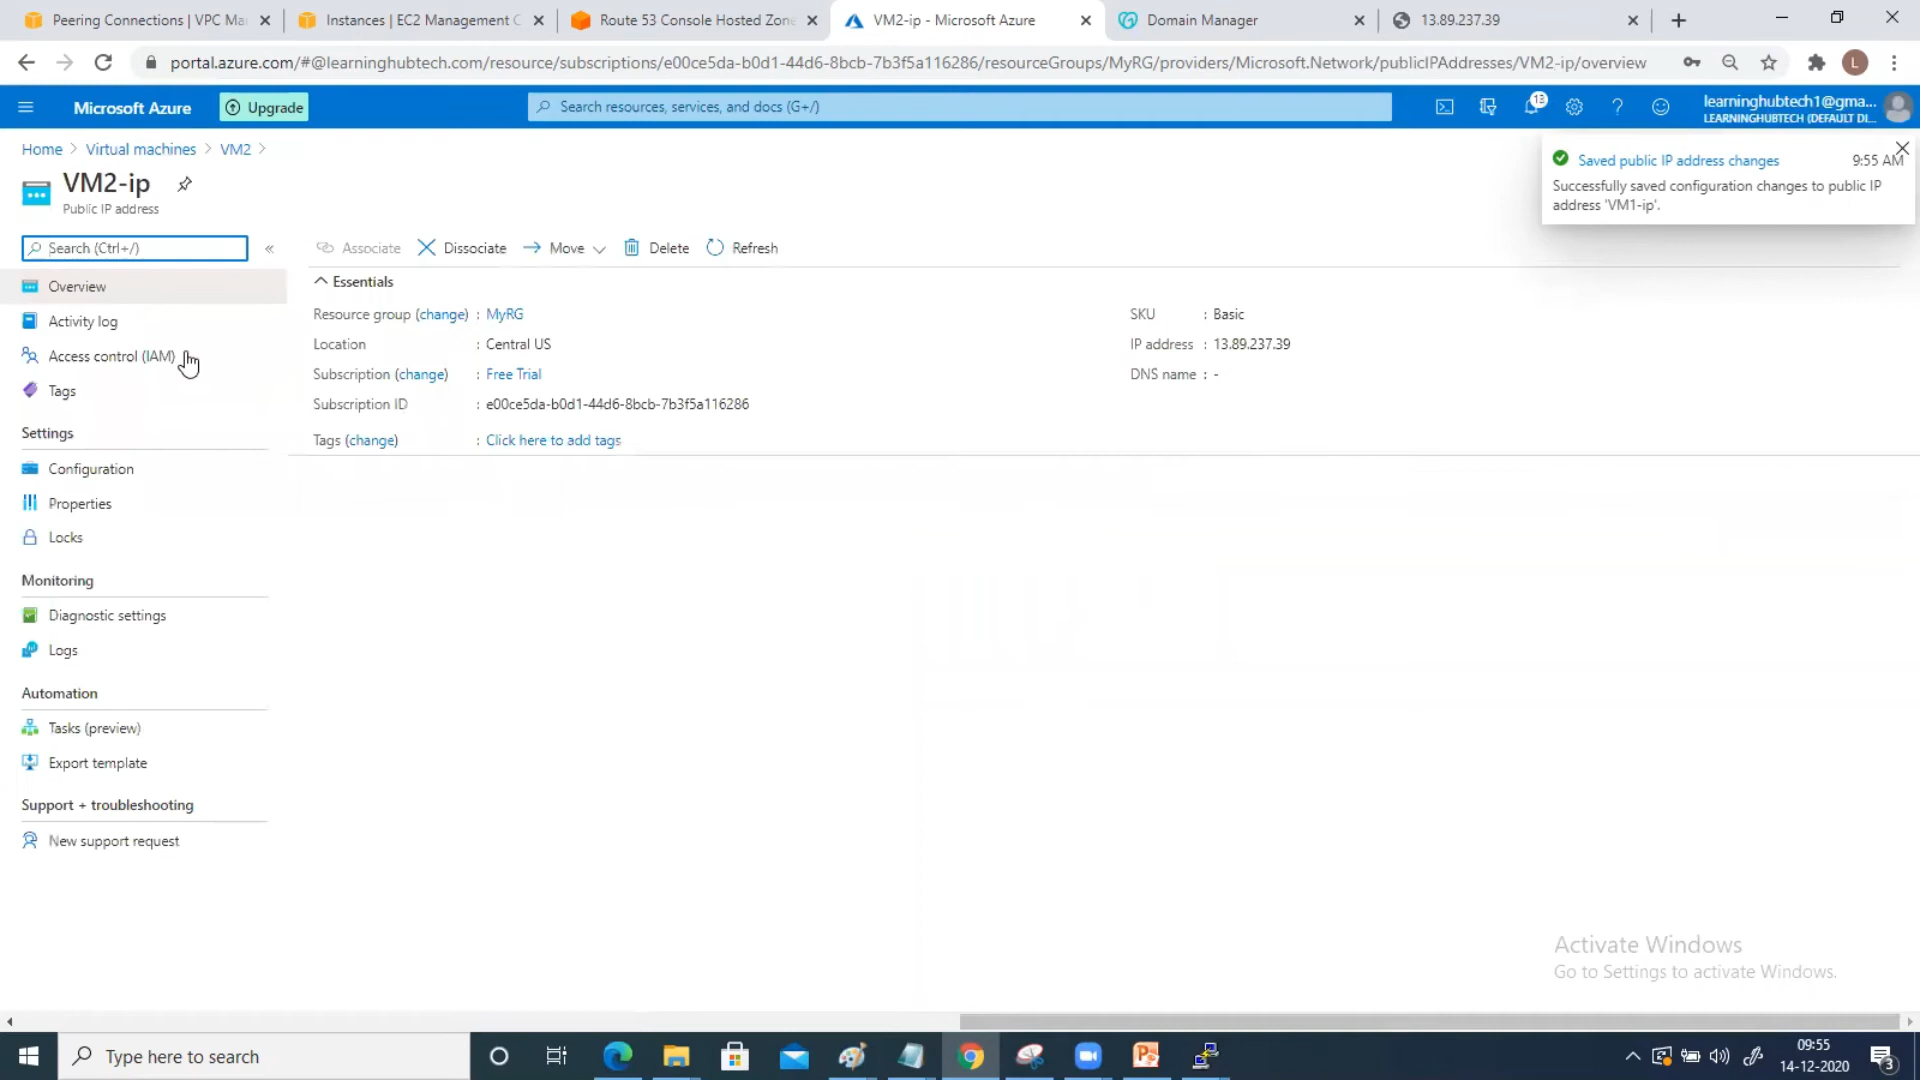 Peering Connections | VPC Ma
Instances | EC2 Management C
Route 53 Console Hosted Zone
VM2-ip - Microsoft Azure
Domain Manager
13.89.237.39
portal.azure.com/#@learninghubtech.com/resource/subscriptions/e00ce5da-b0d1-44d6-8bcb-7b3f5a116286/resourceGroups/MyRG/providers/Microsoft.Network/publicIPAddresses/VM2-ip/overview
L
Microsoft Azure
Upgrade
Search resources, services, and docs (G+/)
13
learninghubtech1@gma...
LEARNINGHUBTECH (DEFAULT DI...
Home > Virtual machines > VM2 >
VM2-ip
Public IP address
Saved public IP address changes 9:55 AM
Successfully saved configuration changes to public IP
address 'VM1-ip'.
Search (Ctrl+/)
«
Associate
Dissociate
Move
Delete
Refresh
Overview
Activity log
Access control (IAM)
Tags
Settings
Configuration
Properties
Locks
Monitoring
Diagnostic settings
Logs
Automation
Tasks (preview)
Export template
Support + troubleshooting
New support request
Essentials
Resource group (change) : MyRG
Location : Central US
Subscription (change) : Free Trial
Subscription ID : e00ce5da-b0d1-44d6-8bcb-7b3f5a116286
Tags (change) : Click here to add tags
SKU : Basic
IP address : 13.89.237.39
DNS name : -
Activate Windows
Go to Settings to activate Windows.
Type here to search
09:55
14-12-2020
3